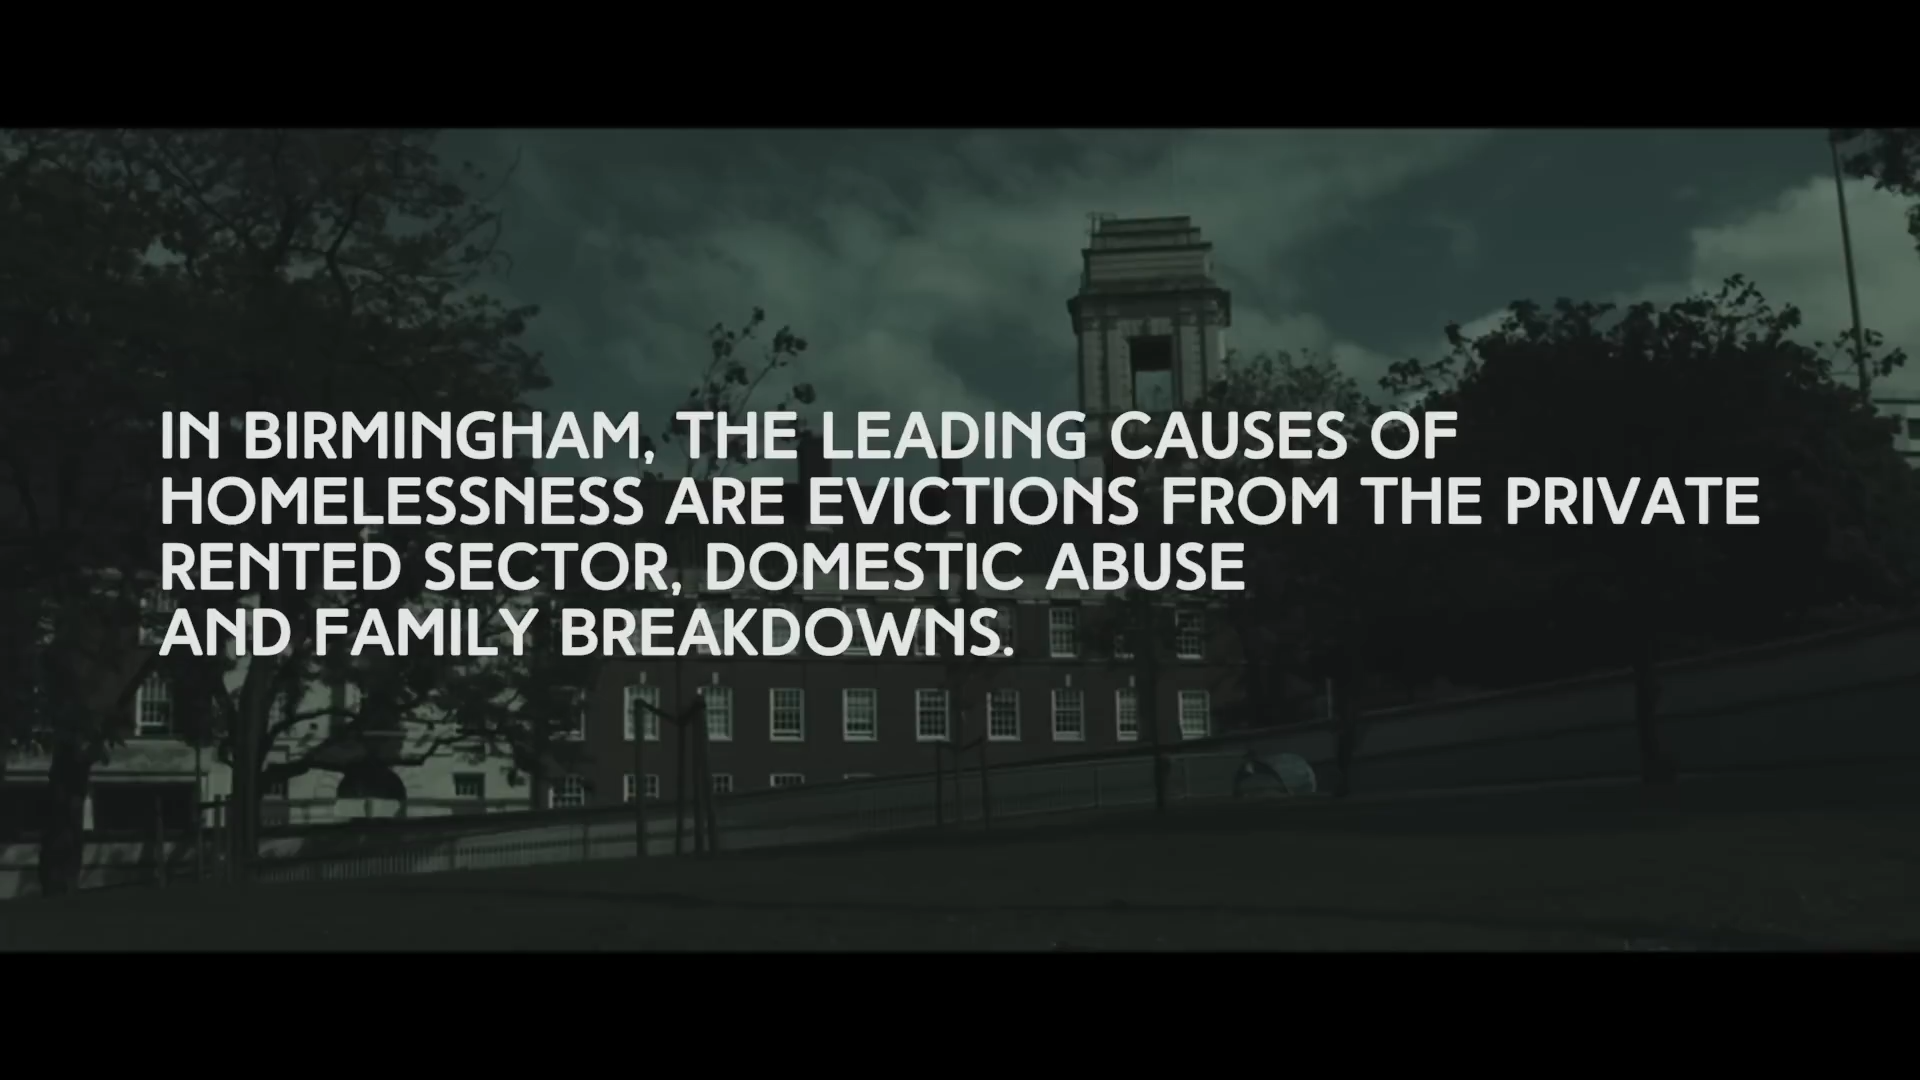 IN BIRMINGHAM, THE LEADING CAUSES OF
HOMELESSNESS ARE EVICTIONS FROM THE PRIVATE
RENTED SECTOR, DOMESTIC ABUSE
AND FAMILY BREAKDOWNS.